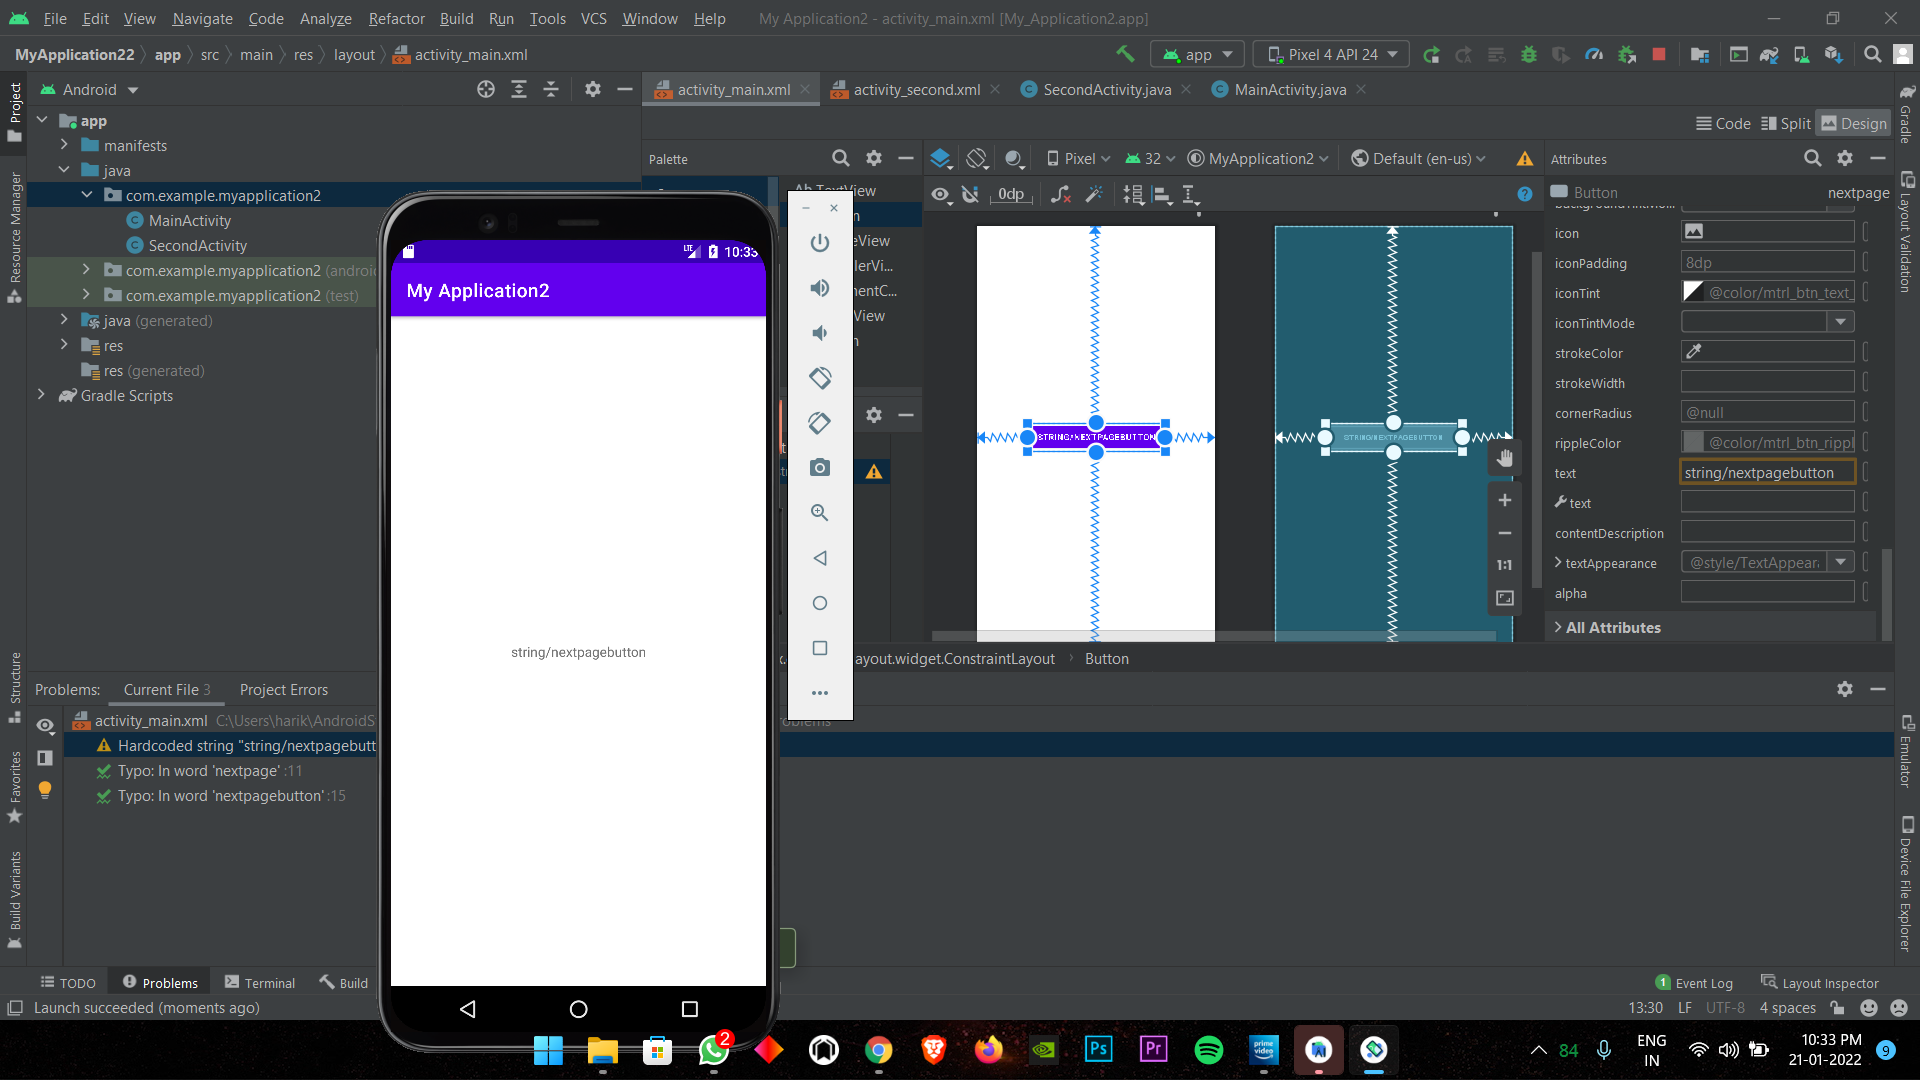 File Edit View Navigate Code Analyze Refactor Build Run Tools VCS Window Help My Application2 - activity_main.xml [My_Application2.app]
MyApplication22 app src main res layout activity_main.xml app Pixel 4 API 24
Project
Resource Manager
Structure
Favorites
Build Variants
Android
app
manifests
java
com.example.myapplication2
MainActivity
SecondActivity
com.example.myapplication2 (androi
com.example.myapplication2 (test)
java (generated)
res
res (generated)
Gradle Scripts
activity_main.xml activity_second.xml SecondActivity.java MainActivity.java
Code Split Design
Palette
Ab TextView
Pixel 32 MyApplication2 Default (en-us)
0dp
STRING/NEXTPAGEBUTTON
STRING/NEXTPAGEBUTTON
1:1
Attributes
Button nextpage
icon
iconPadding 8dp
iconTint @color/mtrl_btn_text_
iconTintMode
strokeColor
strokeWidth
cornerRadius @null
rippleColor @color/mtrl_btn_rippl
text string/nextpagebutton
text
contentDescription
textAppearance @style/TextAppear
alpha
All Attributes
ayout.widget.ConstraintLayout Button
LTE 10:33
My Application2
string/nextpagebutton
Problems: Current File 3 Project Errors
activity_main.xml C:\Users\harik\AndroidS
Hardcoded string "string/nextpagebutt
Typo: In word 'nextpage' :11
Typo: In word 'nextpagebutton' :15
Gradle
Layout Validation
Emulator
Device File Explorer
TODO Problems Terminal Build 1 Event Log Layout Inspector
Launch succeeded (moments ago) 13:30 LF UTF-8 4 spaces
2 Ps Pr prime video 84 ENG IN 10:33 PM 21-01-2022 9